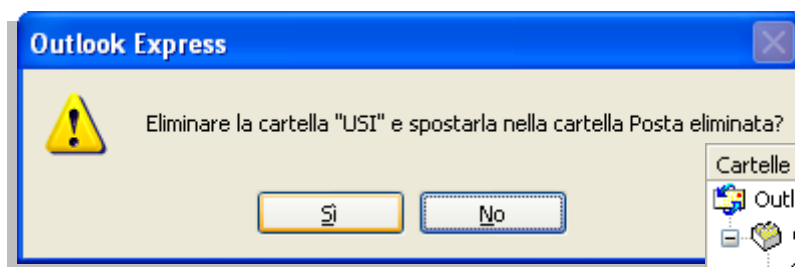 Outlook Express
Eliminare la cartella "USI" e spostarla nella cartella Posta eliminata?
Cartelle
Sì
No